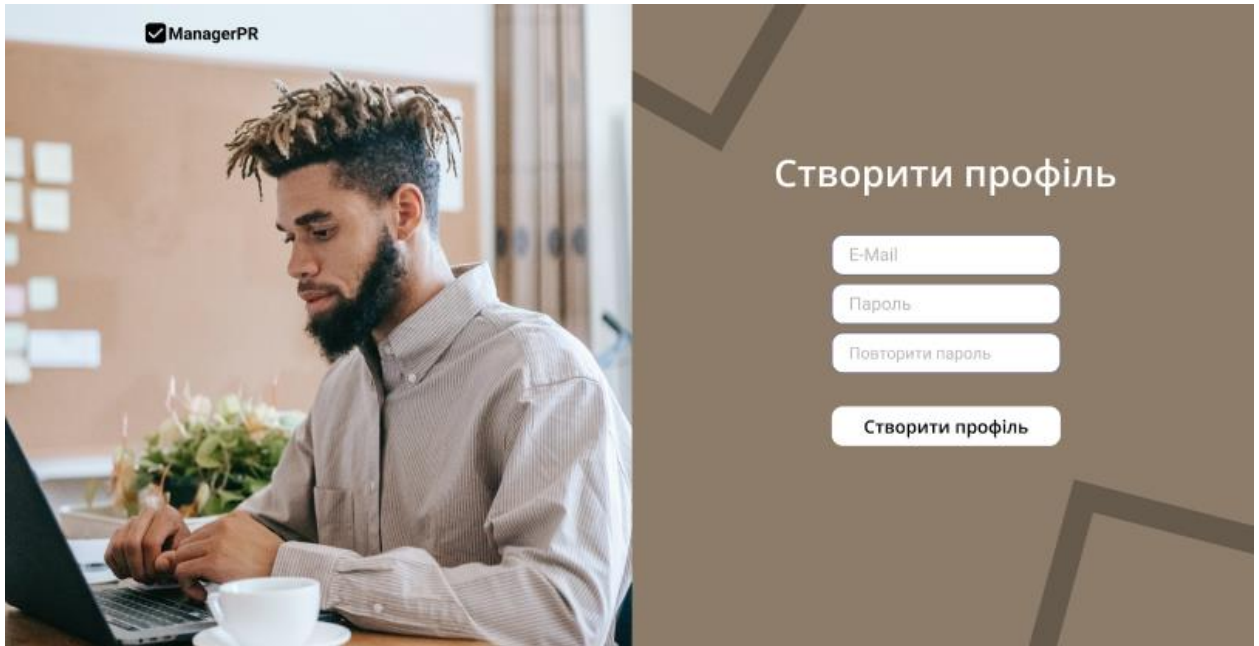 ManagerPR
Створити профіль
E-Mail
Пароль
Повторити пароль
Створити профіль